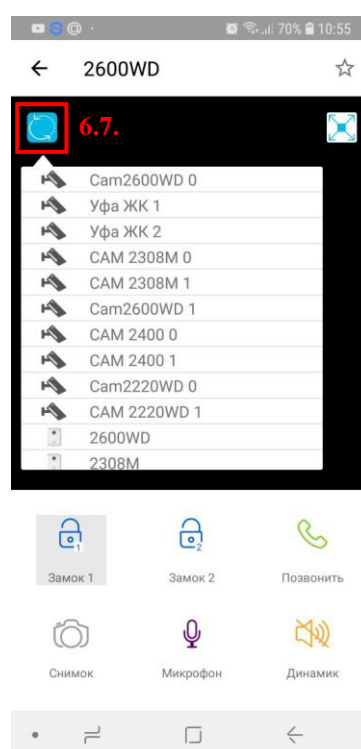 70% 10:55
2600WD
6.7.
Cam2600WD 0
Уфа ЖК 1
Уфа ЖК 2
CAM 2308M 0
CAM 2308M 1
Cam2600WD 1
CAM 2400 0
CAM 2400 1
Cam2220WD 0
CAM 2220WD 1
2600WD
2308M
1 2
Замок 1 Замок 2 Позвонить
Снимок Микрофон Динамик